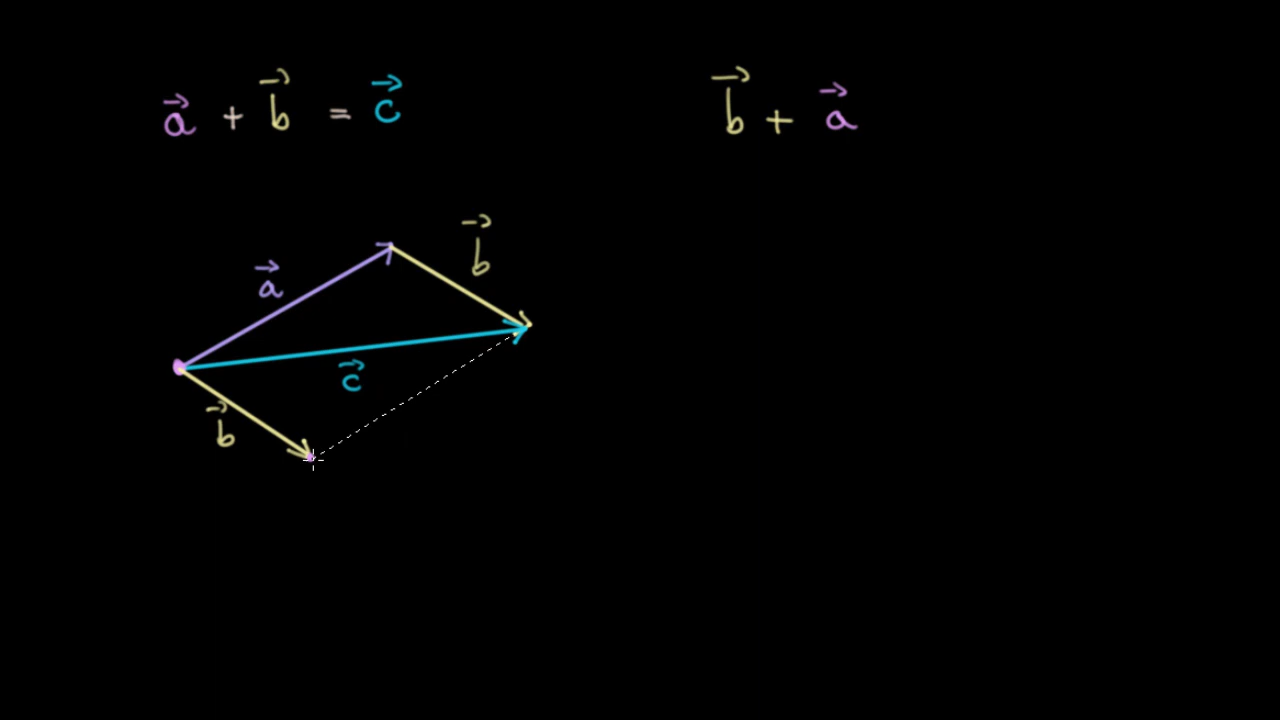 a⃗ + b⃗ = c⃗
b⃗ + a⃗
b⃗
a⃗
c⃗
b⃗